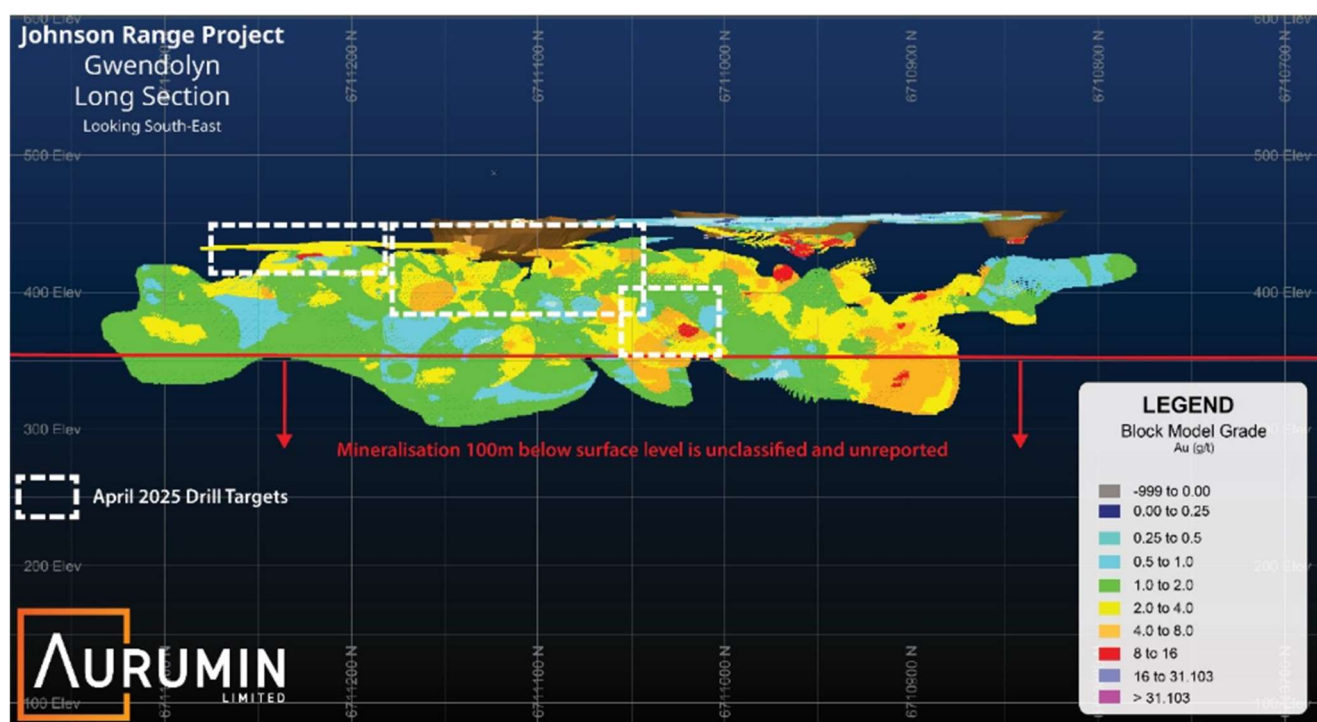 600 Elev
600 Elev
Johnson Range Project
Gwendolyn
Long Section
Looking South-East
6711200 N
6711100 N
6711000 N
6710900 N
6710800 N
6710700 N
500 Elev
500 Elev
400 Elev
400 Elev
300 Elev
Mineralisation 100m below surface level is unclassified and unreported
April 2025 Drill Targets
200 Elev
LEGEND
Block Model Grade
Au (g/t)
-999 to 0.00
0.00 to 0.25
0.25 to 0.5
0.5 to 1.0
1.0 to 2.0
2.0 to 4.0
4.0 to 8.0
8 to 16
16 to 31.103
> 31.103
6711200 N
6711100 N
6711000 N
6710900 N
AURUMIN
LIMITED
100 Elev